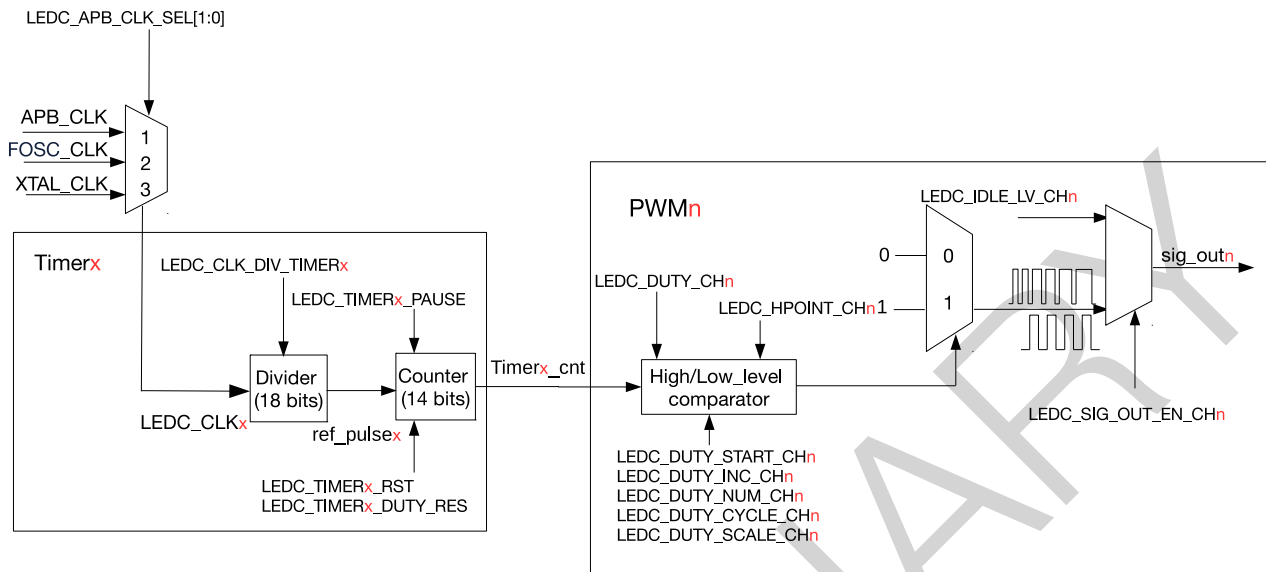 LEDC_APB_CLK_SEL[1:0]
APB_CLK
FOSC_CLK
XTAL_CLK
1
2
3
Timerx
LEDC_CLK_DIV_TIMERx
LEDC_TIMERx_PAUSE
Divider
(18 bits)
Counter
(14 bits)
LEDC_CLKx
ref_pulsex
LEDC_TIMERx_RST
LEDC_TIMERx_DUTY_RES
Timerx_cnt
PWMn
LEDC_DUTY_CHn
LEDC_HPOINT_CHn
High/Low_level
comparator
LEDC_DUTY_START_CHn
LEDC_DUTY_INC_CHn
LEDC_DUTY_NUM_CHn
LEDC_DUTY_CYCLE_CHn
LEDC_DUTY_SCALE_CHn
0
1
0
1
LEDC_IDLE_LV_CHn
sig_outn
LEDC_SIG_OUT_EN_CHn